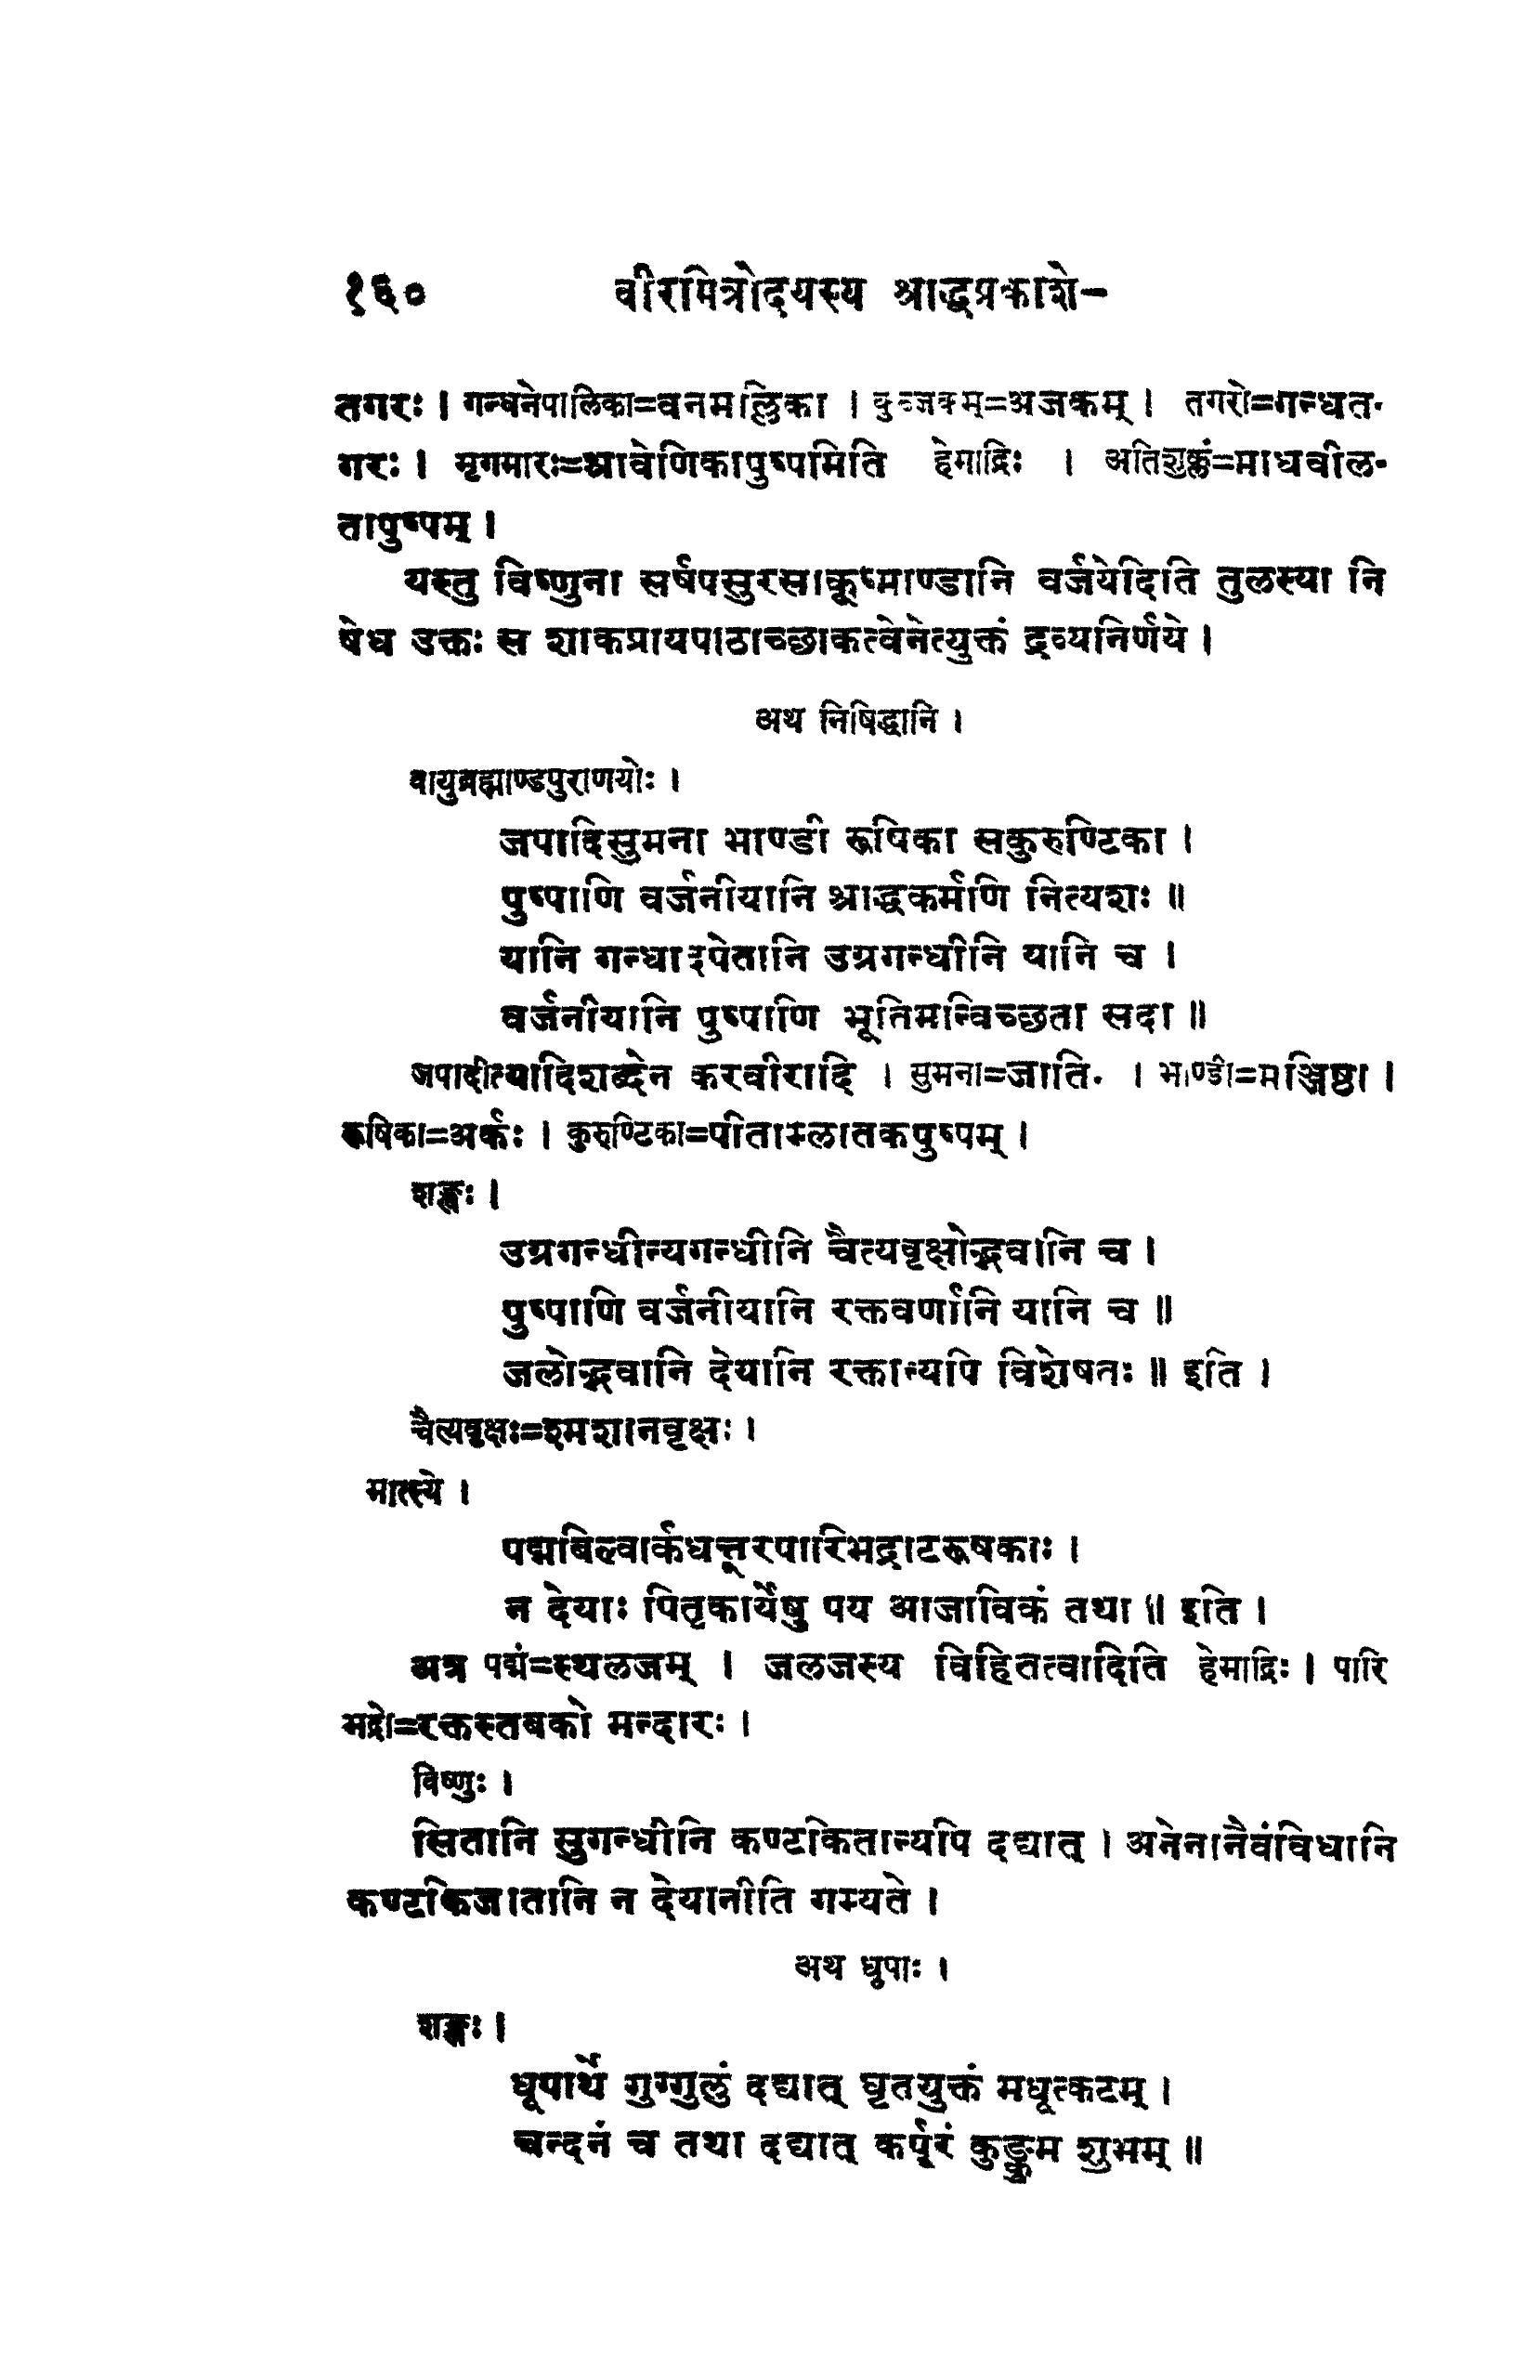 १६० वीरमित्रोदयस्य श्राद्धप्रकाशे-
तगरः । गन्धनेपालिका=वनमल्लिका । कुब्जकम्=अजकम् । तगरो=गन्धत-
गरः । मृगमारः=श्रावेणिकापुष्पमिति हेमाद्रिः । अतिशुक्लं=माधवील-
तापुष्पम् ।
यस्तु विष्णुना सर्षपसुरसाकूष्माण्डानि वर्जयेदिति तुलस्या नि
षेध उक्तः स शाकप्रायपाठाच्छाकत्वेनेत्युक्तं द्रव्यनिर्णये ।
अथ निषिद्धानि ।
वायुब्रह्माण्डपुराणयोः ।
जपादिसुमना भाण्डी रूषिका सकुरुण्टिका ।
पुष्पाणि वर्जनीयानि श्राद्धकर्मणि नित्यशः ॥
यानि गन्धादपेतानि उग्रगन्धीनि यानि च ।
वर्जनीयानि पुष्पाणि भूतिमन्विच्छता सदा ॥
जपादीत्यादिशब्देन करवीरादि । सुमना=जाति. । भाण्डी=मञ्जिष्ठा ।
रूषिका=अर्कः । कुरुण्टिका=पीताम्लातकपुष्पम् ।
शङ्खः ।
उग्रगन्धीन्यगन्धीनि चैत्यवृक्षोद्भवानि च ।
पुष्पाणि वर्जनीयानि रक्तवर्णानि यानि च ॥
जलोद्भवानि देयानि रक्तान्यपि विशेषतः ॥ इति ।
चैत्यवृक्षः=श्मशानवृक्षः ।
मात्स्ये ।
पद्मबिल्वार्कधत्तूरपारिभद्राटरूषकाः ।
न देयाः पितृकार्येषु पय आजाविकं तथा ॥ इति ।
अत्र पद्मं=स्थलजम् । जलजस्य विहितत्वादिति हेमाद्रिः । पारि
भद्रो=रक्तस्तबको मन्दारः ।
विष्णुः ।
सितानि सुगन्धीनि कण्टकितान्यपि दद्यात् । अनेनानैवंविधानि
कण्टकिजातानि न देयानीति गम्यते ।
अथ धूपाः ।
शङ्खः ।
धूपार्थे गुग्गुलुं दद्यात् घृतयुक्तं मधूत्कटम् ।
चन्दनं च तथा दद्यात् कर्पूरं कुङ्कुम शुभम् ॥